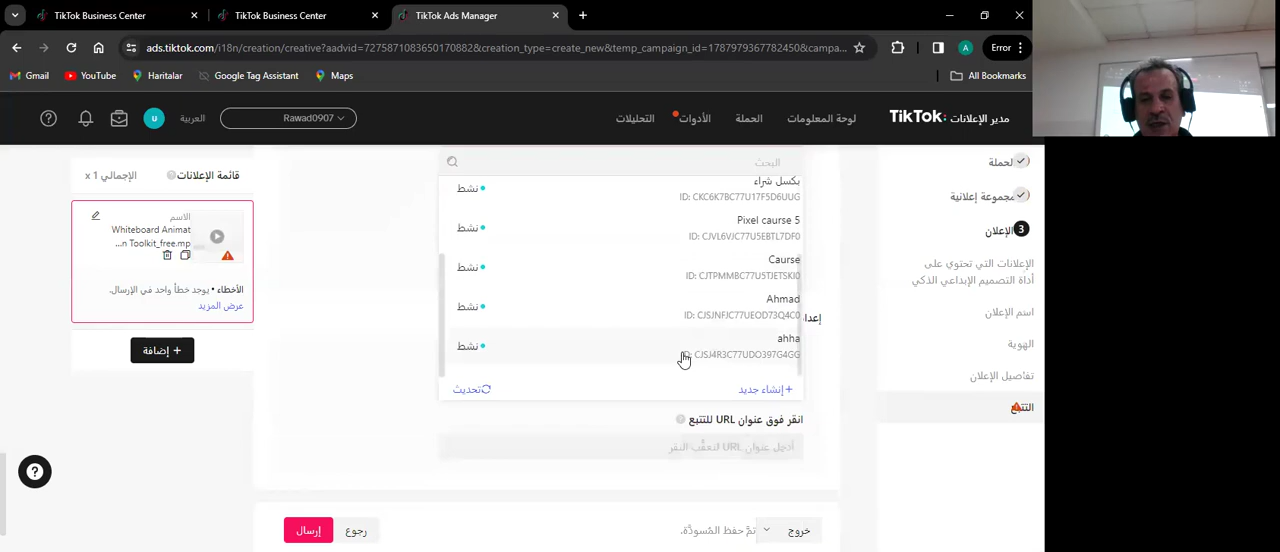 TikTok Business Center
TikTok Business Center
TikTok Ads Manager
ads.tiktok.com/i18n/creation/creative?aadvid=7275871083650170882&creation_type=create_new&temp_campaign_id=1787979367782450&campa...
Error
Gmail
YouTube
Haritalar
Google Tag Assistant
Maps
All Bookmarks
TikTok: مدير الإعلانات
لوحة المعلومات
الحملة
الأدوات
التحليلات
Rawad0907
العربية
U
الحملة
مجموعة إعلانية
3 الإعلان
الإعلانات التي تحتوي على
أداة التصميم الإبداعي الذكي
اسم الإعلان
الهوية
تفاصيل الإعلان
التتبع
البحث
بكسل شراء
ID: CKC6K7BC77U17F5D6UUG
نشط
Pixel caurse 5
ID: CJVL6VJC77U5EBTL7DF0
نشط
Caurse
ID: CJTPMMBC77U5TJETSKI0
نشط
Ahmad
ID: CJSJNFJC77UEOD73Q4C0
نشط
ahha
ID: CJSJ4R3C77UDO397G4GG
نشط
+ إنشاء جديد
تحديث
انقر فوق عنوان URL للتتبع
أدخل عنوان URL لتعقُّب النقر
خروج
تمَّ حفظ المُسودَّة.
رجوع
إرسال
قائمة الإعلانات
الإجمالي 1 x
الاسم
Whiteboard Animat
...n Toolkit_free.mp
الأخطاء • يوجد خطأ واحد في الإرسال.
عرض المزيد
+ إضافة